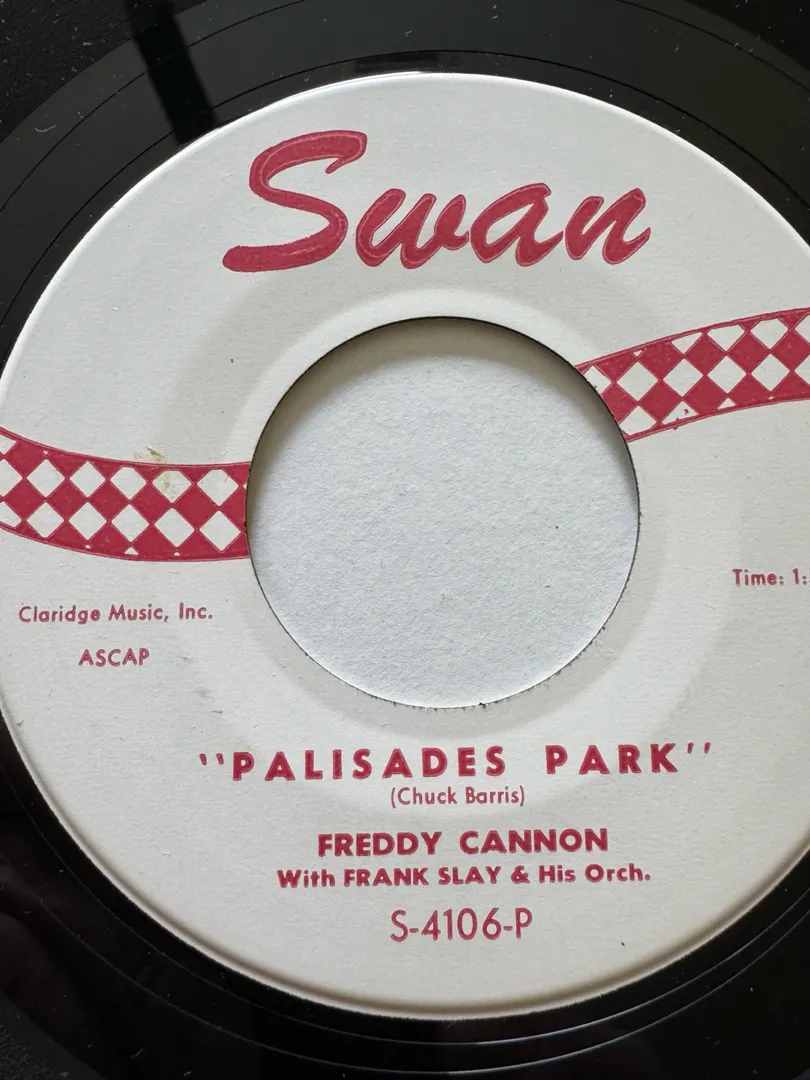 Swan
Time: 1:
Claridge Music, Inc.
ASCAP
"PALISADES PARK"
(Chuck Barris)
FREDDY CANNON
With FRANK SLAY & His Orch.
S-4106-P